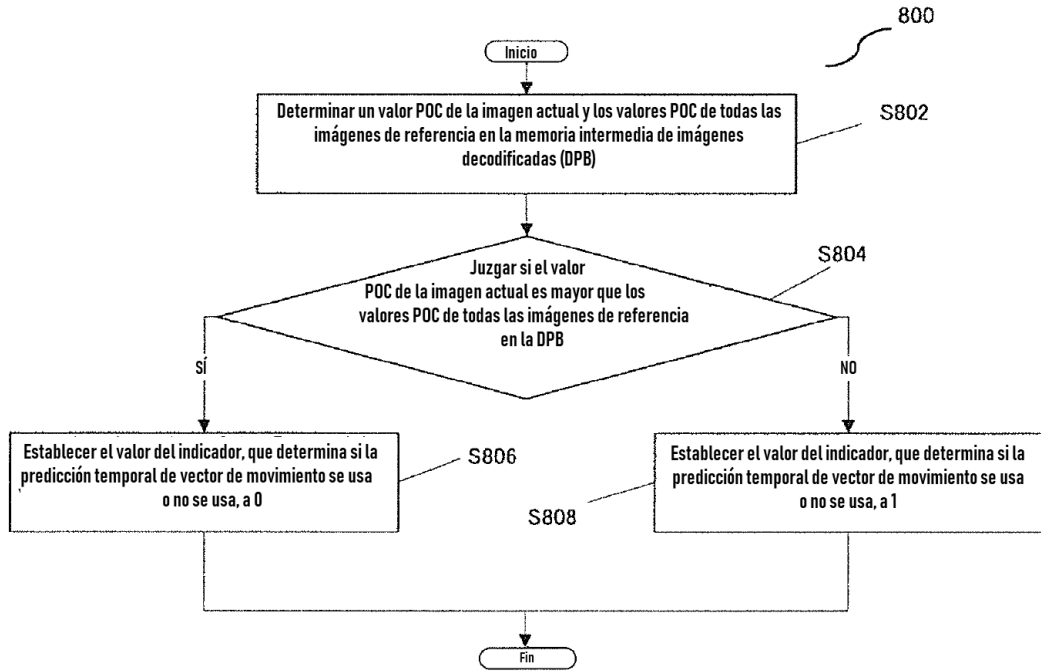 800
Inicio
Determinar un valor POC de la imagen actual y los valores POC de todas las
imágenes de referencia en la memoria intermedia de imágenes
decodificadas (DPB)
S802
S804
Juzgar si el valor
POC de la imagen actual es mayor que los
valores POC de todas las imágenes de referencia
en la DPB
SÍ
NO
Establecer el valor del indicador, que determina si la
predicción temporal de vector de movimiento se usa
o no se usa, a 0
S806
Establecer el valor del indicador, que determina si la
predicción temporal de vector de movimiento se usa
o no se usa, a 1
S808
Fin